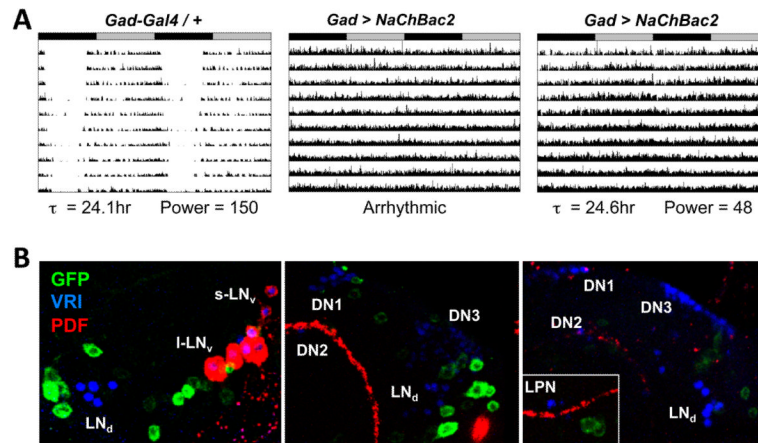 A
Gad-Gal4 / + Gad > NaChBac2 Gad > NaChBac2
τ = 24.1hr Power = 150 Arrhythmic τ = 24.6hr Power = 48
B
GFP
VRI
PDF
s-LNv
l-LNv
LNd
DN1
DN3
DN2
LNd
DN1
DN3
DN2
LPN
LNd